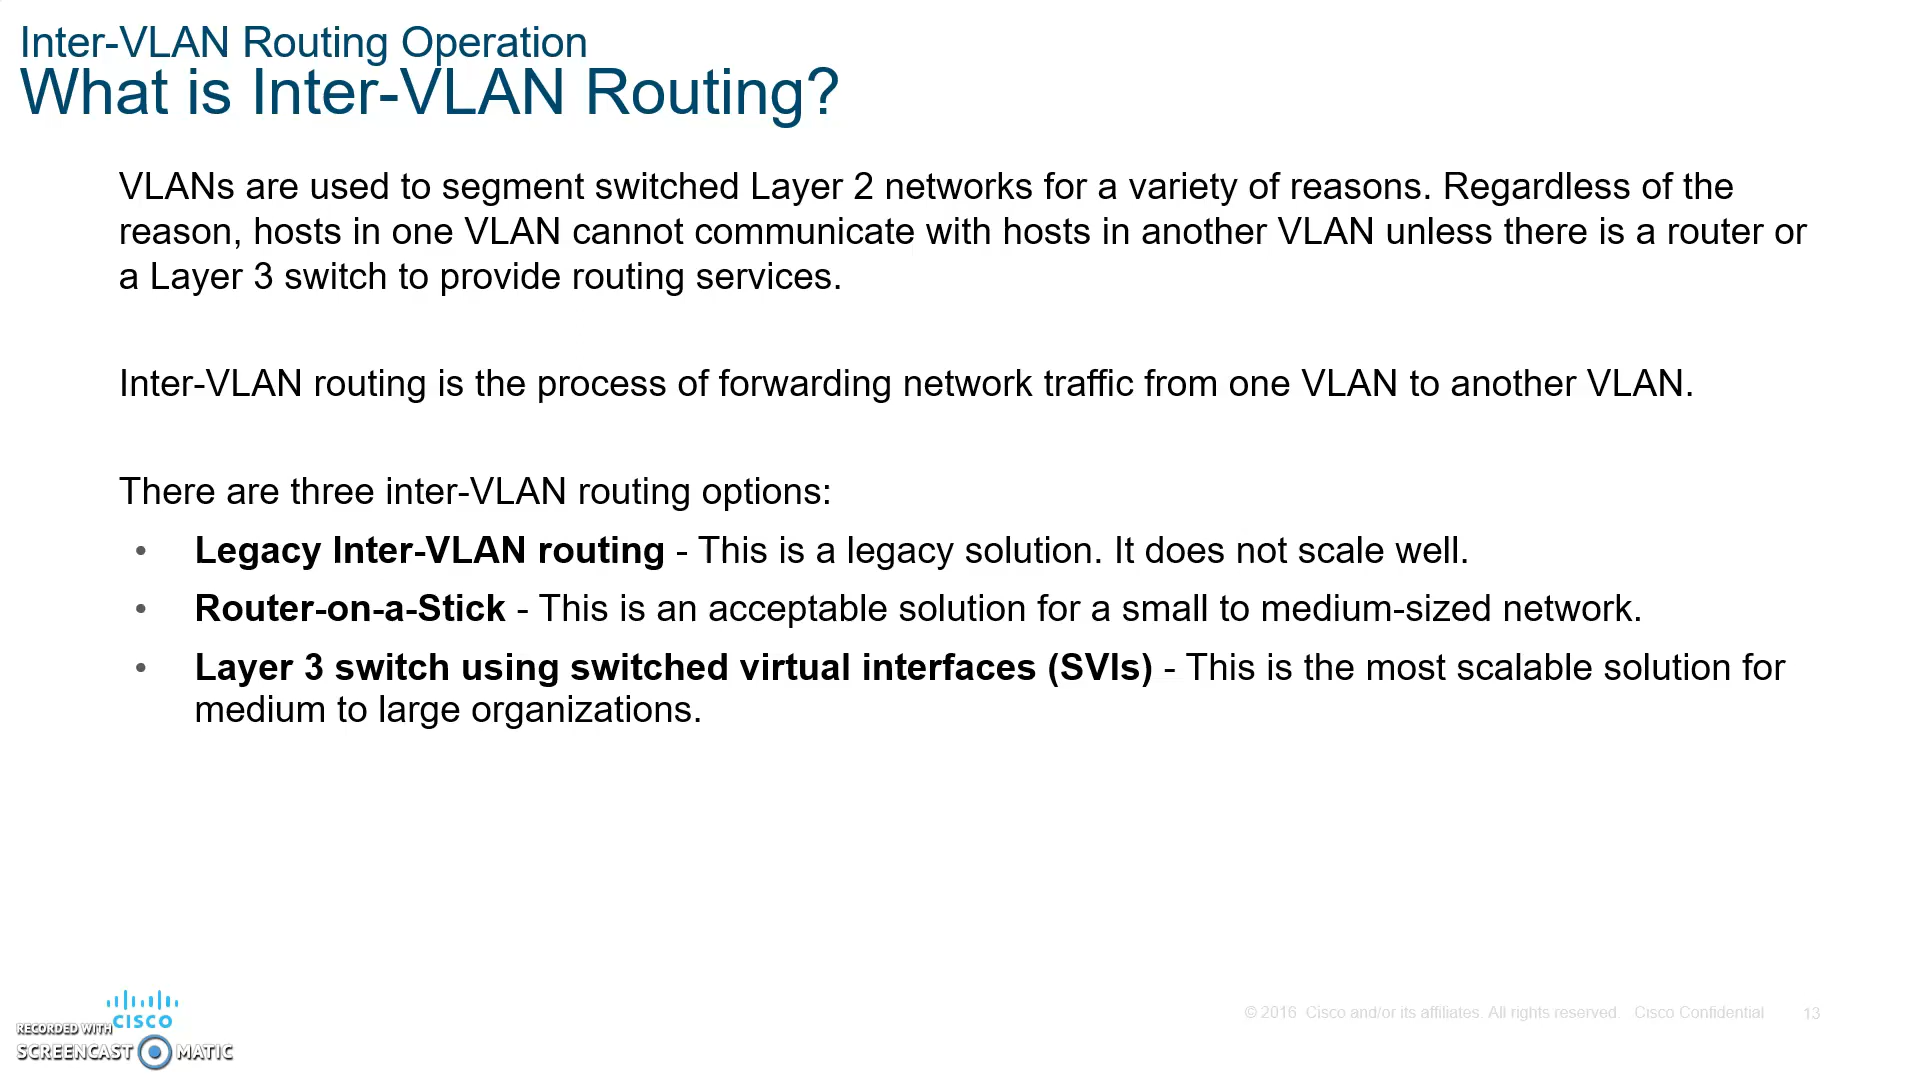 Inter-VLAN Routing Operation
What is Inter-VLAN Routing?
VLANs are used to segment switched Layer 2 networks for a variety of reasons. Regardless of the
reason, hosts in one VLAN cannot communicate with hosts in another VLAN unless there is a router or
a Layer 3 switch to provide routing services.
Inter-VLAN routing is the process of forwarding network traffic from one VLAN to another VLAN.
There are three inter-VLAN routing options:
• Legacy Inter-VLAN routing - This is a legacy solution. It does not scale well.
• Router-on-a-Stick - This is an acceptable solution for a small to medium-sized network.
• Layer 3 switch using switched virtual interfaces (SVIs) - This is the most scalable solution for
medium to large organizations.
CISCO
RECORDED WITH
SCREENCAST MATIC
© 2016 Cisco and/or its affiliates. All rights reserved. Cisco Confidential 13